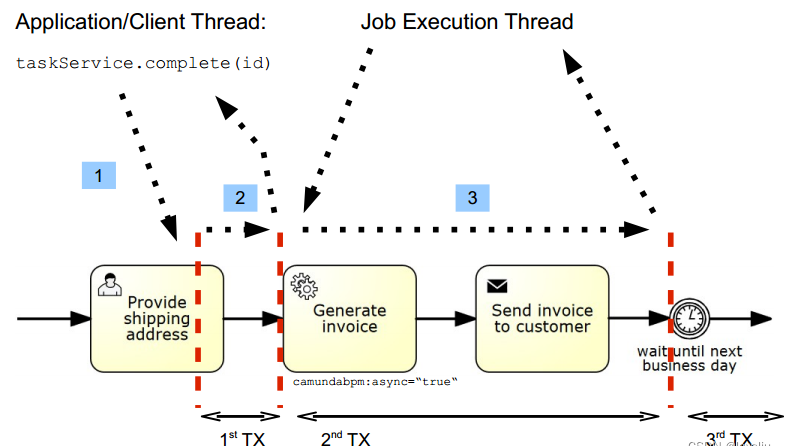 Application/Client Thread:
Job Execution Thread
taskService.complete(id)
1
2
3
Provide
shipping
address
Generate
invoice
Send invoice
to customer
wait until next
business day
camundabpm:async="true"
1st TX
2nd TX
3rd TX